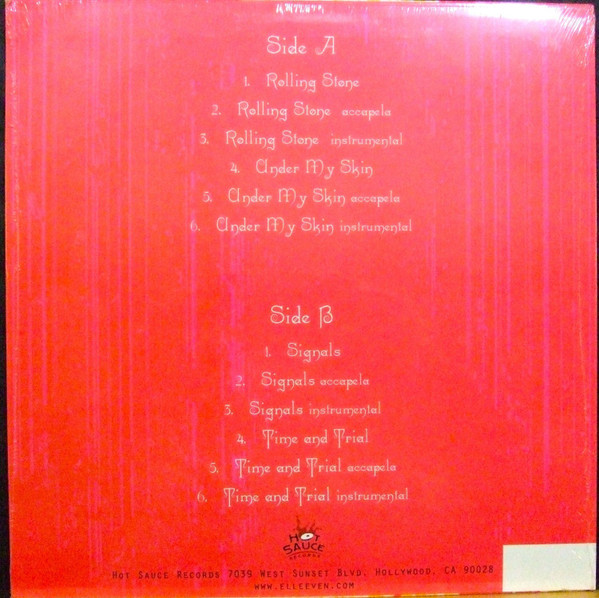 Side A
1. Rolling Stone
2. Rolling Stone accapela
3. Rolling Stone instrumental
4. Under My Skin
5. Under My Skin accapela
6. Under My Skin instrumental
Side B
1. Signals
2. Signals accapela
3. Signals instrumental
4. Time and Trial
5. Time and Trial accapela
6. Time and Trial instrumental
HOT
SAUCE
RECORDS
HOT SAUCE RECORDS 7039 WEST SUNSET BLVD. HOLLYWOOD, CA 90028
WWW.ELLEEVEN.COM